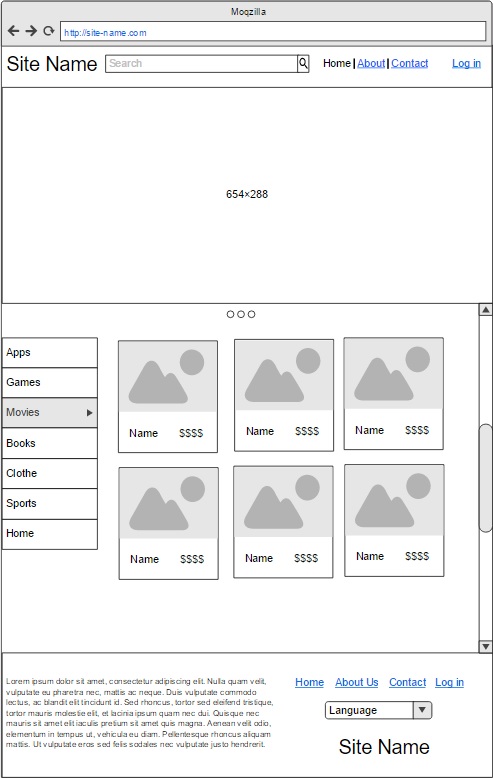 Moqzilla
http://site-name.com
Site Name Search Home About Contact Log in
654×288
Apps
Games
Movies
Books
Clothe
Sports
Home
Name $$$$ Name $$$$ Name $$$$
Name $$$$ Name $$$$ Name $$$$
Lorem ipsum dolor sit amet, consectetur adipiscing elit. Nulla quam velit,
vulputate eu pharetra nec, mattis ac neque. Duis vulputate commodo
lectus, ac blandit elit tincidunt id. Sed rhoncus, tortor sed eleifend tristique,
tortor mauris molestie elit, et lacinia ipsum quam nec dui. Quisque nec
mauris sit amet elit iaculis pretium sit amet quis magna. Aenean velit odio,
elementum in tempus ut, vehicula eu diam. Pellentesque rhoncus aliquam
mattis. Ut vulputate eros sed felis sodales nec vulputate justo hendrerit.
Home About Us Contact Log in
Language
Site Name